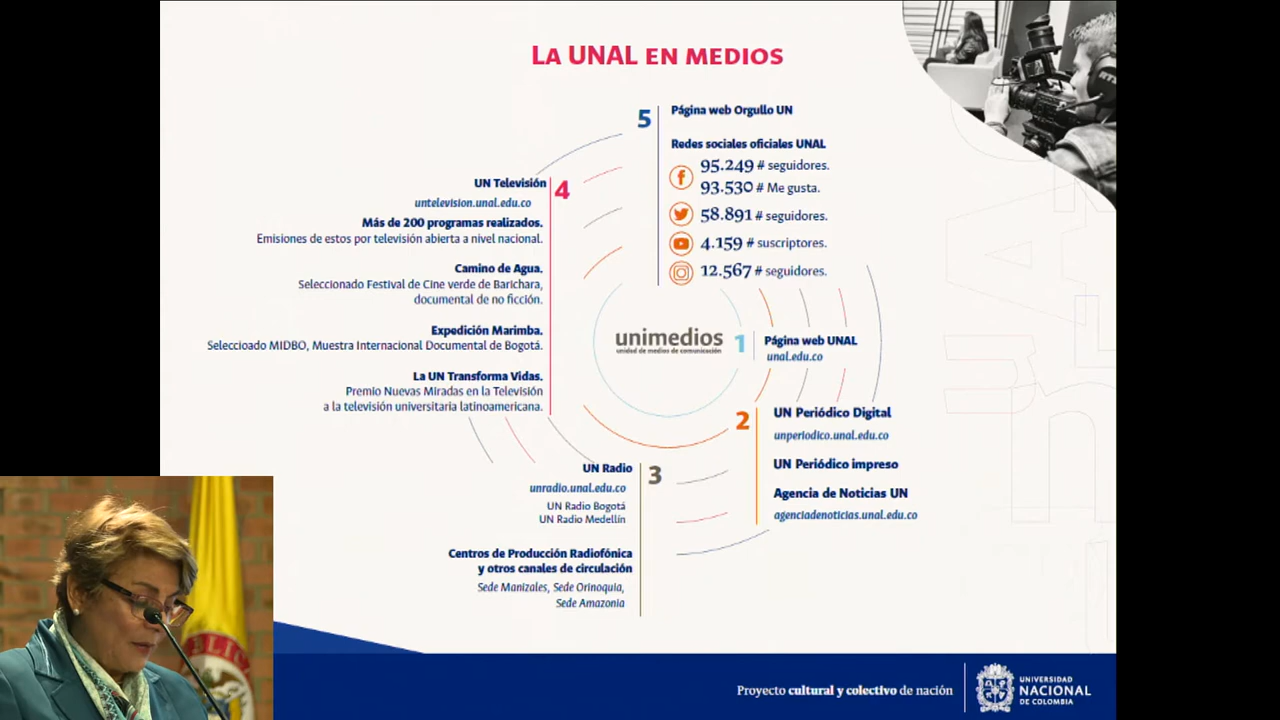 LA UNAL EN MEDIOS
5
Página web Orgullo UN
Redes sociales oficiales UNAL
95.249 # seguidores.
93.530 # Me gusta.
58.891 # seguidores.
4.159 # suscriptores.
12.567 # seguidores.
UN Televisión
4
untelevision.unal.edu.co
Más de 200 programas realizados.
Emisiones de estos por televisión abierta a nivel nacional.
Camino de Agua.
Seleccionado Festival de Cine verde de Barichara,
documental de no ficción.
Expedición Marimba.
Seleccioado MIDBO, Muestra Internacional Documental de Bogotá.
La UN Transforma Vidas.
Premio Nuevas Miradas en la Televisión
a la televisión universitaria latinoamericana.
unimedios
unidad de medios de comunicación
1
Página web UNAL
unal.edu.co
2
UN Periódico Digital
unperiodico.unal.edu.co
UN Periódico impreso
Agencia de Noticias UN
agenciadenoticias.unal.edu.co
UN Radio
3
unradio.unal.edu.co
UN Radio Bogotá
UN Radio Medellín
Centros de Producción Radiofónica
y otros canales de circulación
Sede Manizales, Sede Orinoquia,
Sede Amazonia
Proyecto cultural y colectivo de nación
UNIVERSIDAD
NACIONAL
DE COLOMBIA